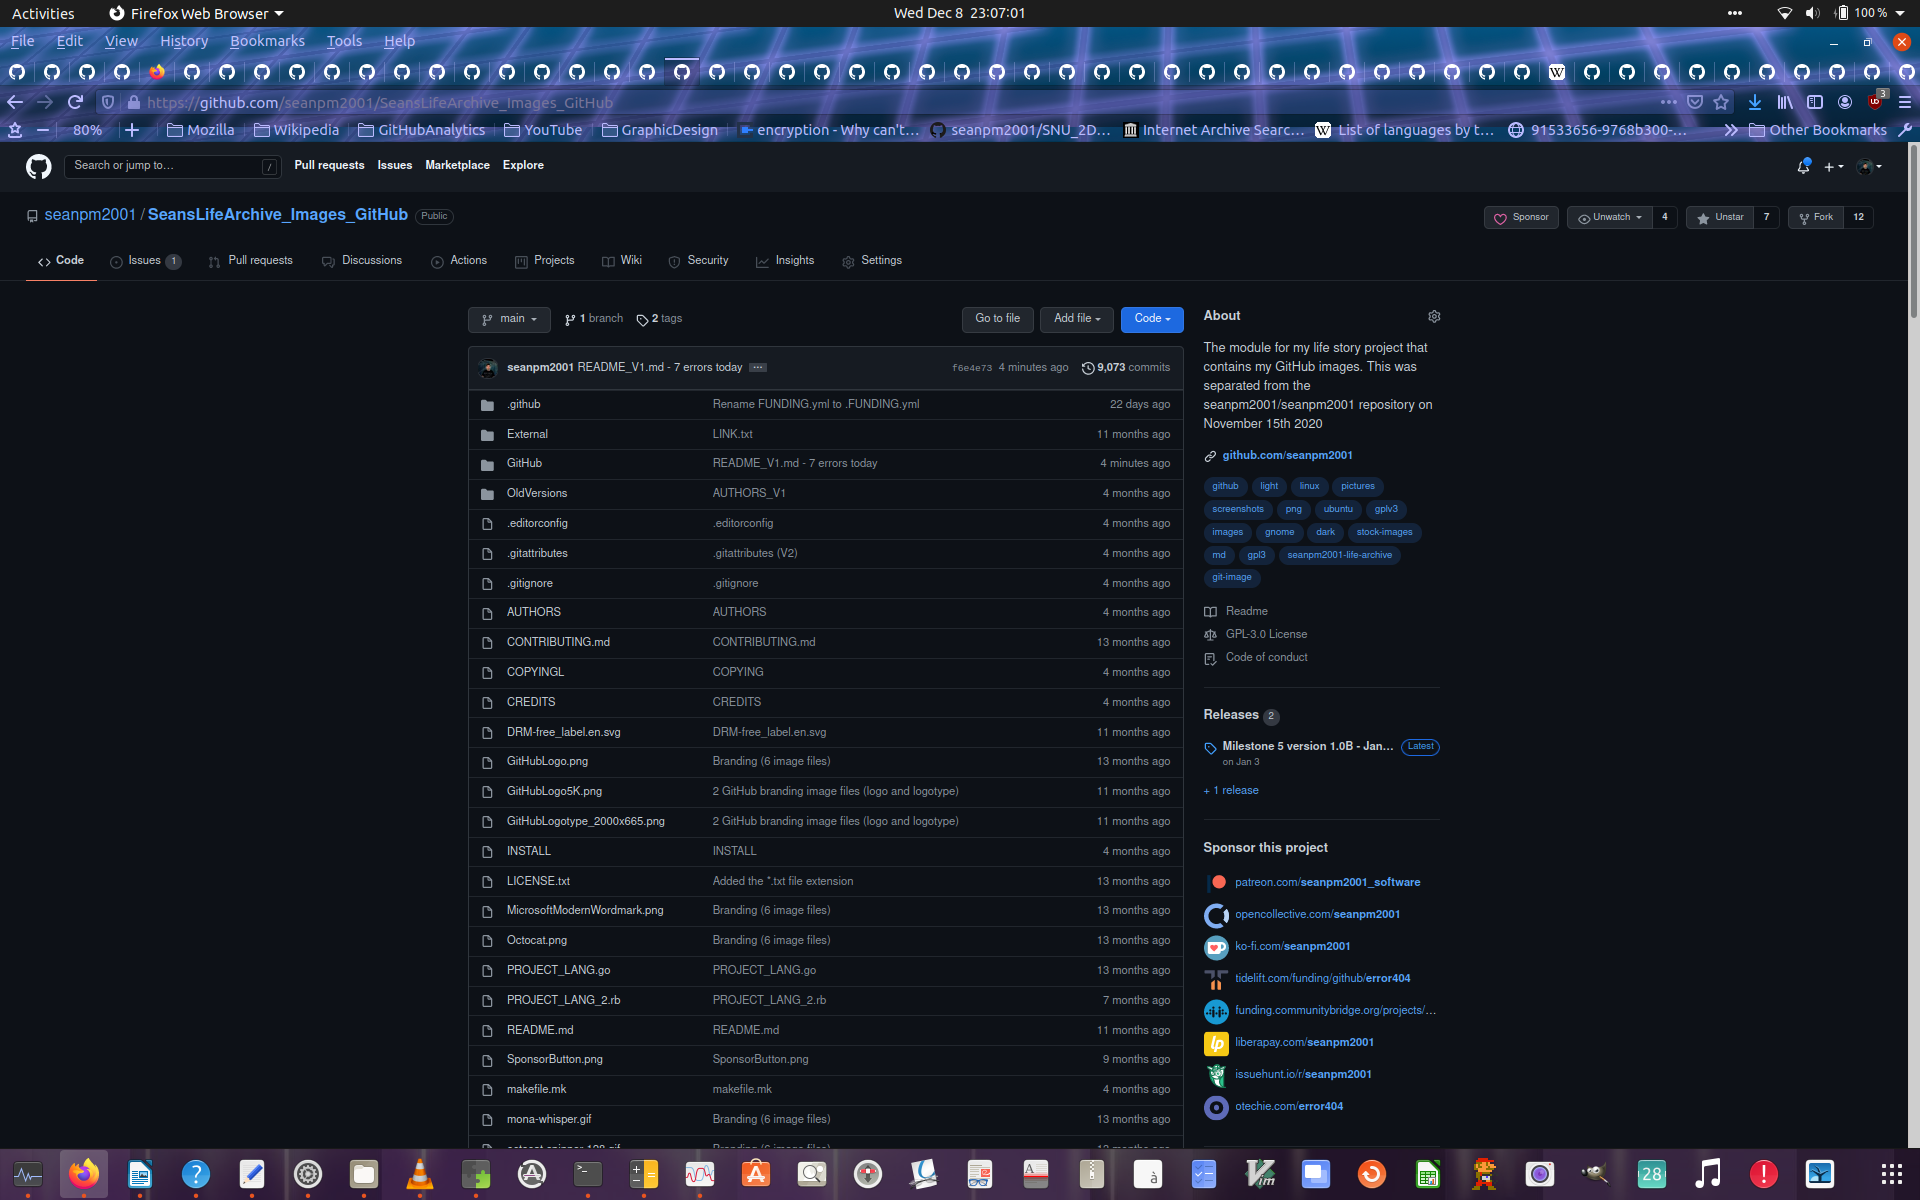 Activities Firefox Web Browser Wed Dec 8 23:07:01 100 %
File Edit View History Bookmarks Tools Help
https://github.com/seanpm2001/SeansLifeArchive_Images_GitHub 3
80% Mozilla Wikipedia GitHubAnalytics YouTube GraphicDesign encryption - Why can't… seanpm2001/SNU_2D… Internet Archive Searc… List of languages by t… 91533656-9768b300-… Other Bookmarks
Search or jump to… / Pull requests Issues Marketplace Explore
seanpm2001 / SeansLifeArchive_Images_GitHub Public Sponsor Unwatch 4 Unstar 7 Fork 12
Code Issues 1 Pull requests Discussions Actions Projects Wiki Security Insights Settings
main 1 branch 2 tags Go to file Add file Code
seanpm2001 README_V1.md - 7 errors today ... f6e4e73 4 minutes ago 9,073 commits
.github Rename FUNDING.yml to .FUNDING.yml 22 days ago
External LINK.txt 11 months ago
GitHub README_V1.md - 7 errors today 4 minutes ago
OldVersions AUTHORS_V1 4 months ago
.editorconfig .editorconfig 4 months ago
.gitattributes .gitattributes (V2) 4 months ago
.gitignore .gitignore 4 months ago
AUTHORS AUTHORS 4 months ago
CONTRIBUTING.md CONTRIBUTING.md 13 months ago
COPYINGL COPYING 4 months ago
CREDITS CREDITS 4 months ago
DRM-free_label.en.svg DRM-free_label.en.svg 11 months ago
GitHubLogo.png Branding (6 image files) 13 months ago
GitHubLogo5K.png 2 GitHub branding image files (logo and logotype) 11 months ago
GitHubLogotype_2000x665.png 2 GitHub branding image files (logo and logotype) 11 months ago
INSTALL INSTALL 4 months ago
LICENSE.txt Added the *.txt file extension 13 months ago
MicrosoftModernWordmark.png Branding (6 image files) 13 months ago
Octocat.png Branding (6 image files) 13 months ago
PROJECT_LANG.go PROJECT_LANG.go 13 months ago
PROJECT_LANG_2.rb PROJECT_LANG_2.rb 7 months ago
README.md README.md 11 months ago
SponsorButton.png SponsorButton.png 9 months ago
makefile.mk makefile.mk 4 months ago
mona-whisper.gif Branding (6 image files) 13 months ago
About
The module for my life story project that
contains my GitHub images. This was
separated from the
seanpm2001/seanpm2001 repository on
November 15th 2020
github.com/seanpm2001
github light linux pictures
screenshots png ubuntu gplv3
images gnome dark stock-images
md gpl3 seanpm2001-life-archive
git-image
Readme
GPL-3.0 License
Code of conduct
Releases 2
Milestone 5 version 1.0B - Jan... Latest
on Jan 3
+ 1 release
Sponsor this project
patreon.com/seanpm2001_software
opencollective.com/seanpm2001
ko-fi.com/seanpm2001
tidelift.com/funding/github/error404
funding.communitybridge.org/projects/…
liberapay.com/seanpm2001
issuehunt.io/r/seanpm2001
otechie.com/error404
28